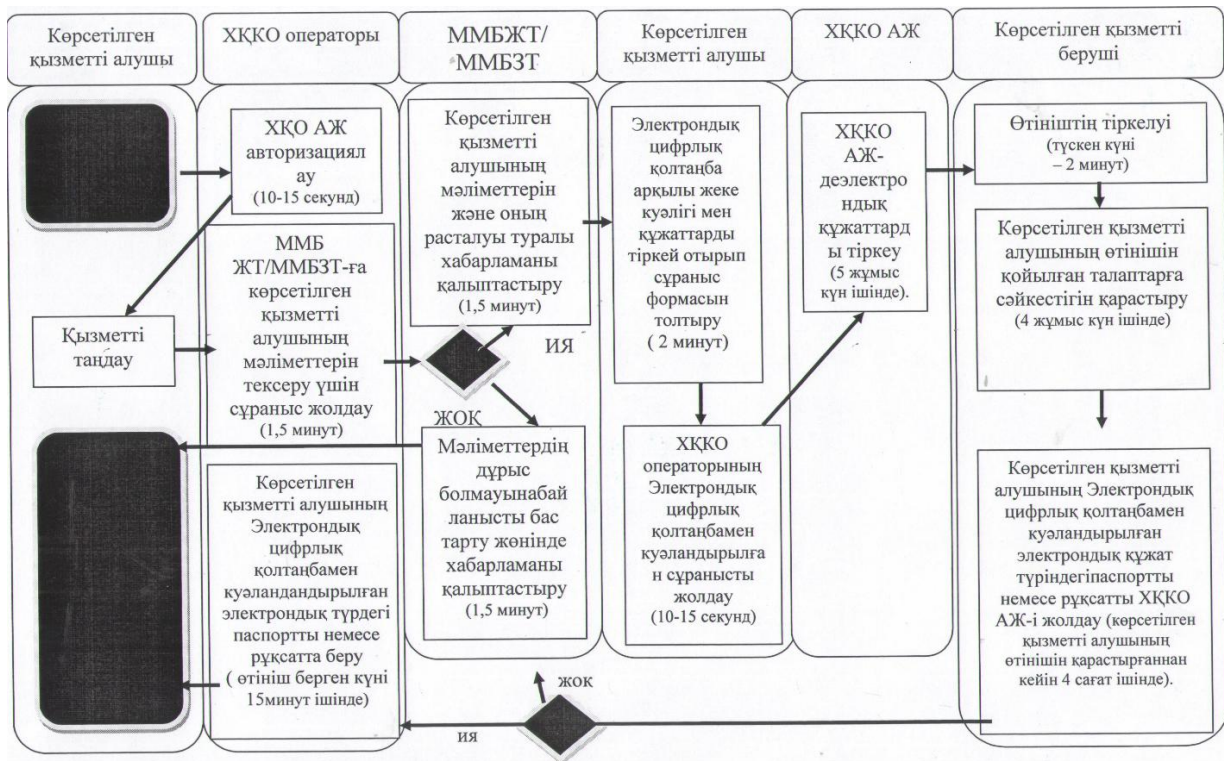 Көрсетілген
қызметті алушы
ХҚКО операторы
ММБЖТ/
ММБЗТ
Көрсетілген
қызметті алушы
ХҚКО АЖ
Көрсетілген қызметті
беруші
ХҚО АЖ
авторизациял
ау
(10-15 секунд)
Қызметті
таңдау
ММБ
ЖТ/ММБЗТ-ға
көрсетілген
қызметті
алушының
мәліметтерін
тексеру үшін
сұраныс жолдау
(1,5 минут)
Көрсетілген
қызметті
алушының
мәліметтерін
және оның
расталуы туралы
хабарламаны
қалыптастыру
(1,5 минут)
ИЯ
ЖОҚ
Мәліметтердің
дұрыс
болмауынабай
ланысты бас
тарту жөнінде
хабарламаны
қалыптастыру
(1,5 минут)
Электрондық
цифрлық
қолтаңба
арқылы жеке
куәлігі мен
құжаттарды
тіркей отырып
сұраныс
формасын
толтыру
( 2 минут)
ХҚКО
операторының
Электрондық
цифрлық
қолтаңбамен
куәландырылға
н сұранысты
жолдау
(10-15 секунд)
ХҚКО
АЖ-
деэлектро
ндық
құжаттард
ы тіркеу
(5 жұмыс
күн ішінде).
Өтініштің тіркелуі
(түскен күні
– 2 минут)
Көрсетілген қызметті
алушының өтінішін
қойылған талаптарға
сәйкестігін қарастыру
(4 жұмыс күн ішінде)
Көрсетілген қызметті
алушының Электрондық
цифрлық қолтаңбамен
куәландырылған
электрондық құжат
түріндегіпаспортты
немесе рұқсатты ХҚКО
АЖ-і жолдау (көрсетілген
қызметті алушының
өтінішін қарастырғаннан
кейін 4 сағат ішінде).
Көрсетілген
қызметті алушының
Электрондық
цифрлық
қолтаңбамен
куәландандырылған
электрондық түрдегі
паспортты немесе
рұқсатта беру
( өтініш берген күні
15минут ішінде)
жоқ
ия